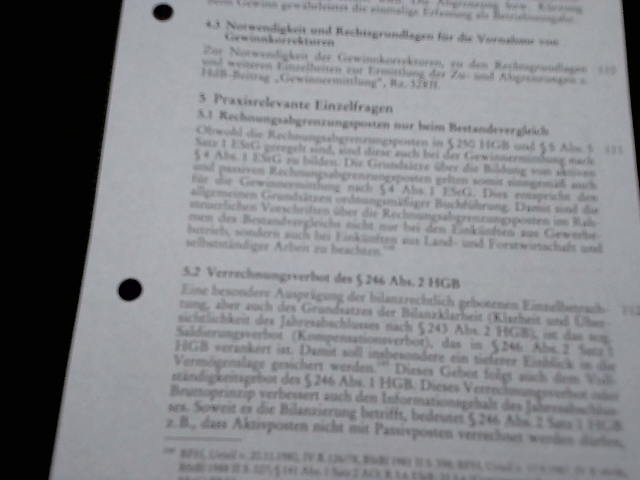 beim Gewinn gewährleistet die einmalige Erfassung als Betriebsausgabe.
4.3 Notwendigkeit und Rechtsgrundlagen für die Vornahme von
Gewinnkorrekturen
Zur Notwendigkeit der Gewinnkorrekturen, zu den Rechtsgrundlagen
und weiteren Einzelheiten zur Ermittlung der Zu- und Abgrenzungen s.
HdB-Beitrag „Gewinnermittlung", Rz.
5 Praxisrelevante Einzelfragen
5.1 Rechnungsabgrenzungsposten nur beim Bestandsvergleich
Obwohl die Rechnungsabgrenzungsposten in § 250 HGB und § 5 Abs. 5
Satz 1 EStG geregelt sind, sind diese auch bei der Gewinnermittlung nach
§ 4 Abs. 1 EStG zu bilden. Die Grundsätze über die Bildung von aktiven
und passiven Rechnungsabgrenzungsposten gelten somit sinngemäß auch
für die Gewinnermittlung nach § 4 Abs. 1 EStG. Dies entspricht den
allgemeinen Grundsätzen ordnungsmäßiger Buchführung. Damit sind die
steuerlichen Vorschriften über die Rechnungsabgrenzungsposten im Rah-
men des Bestandsvergleichs nicht nur bei den Einkünften aus Gewerbe-
betrieb, sondern auch bei Einkünften aus Land- und Forstwirtschaft und
selbstständiger Arbeit zu beachten.
5.2 Verrechnungsverbot des § 246 Abs. 2 HGB
Eine besondere Ausprägung der bilanzrechtlich gebotenen Einzelbetrach-
tung, aber auch des Grundsatzes der Bilanzklarheit (Klarheit und Über-
sichtlichkeit des Jahresabschlusses nach § 243 Abs. 2 HGB), ist das sog.
Saldierungsverbot (Kompensationsverbot), das in § 246 Abs. 2 Satz 1
HGB verankert ist. Damit soll insbesondere ein tieferer Einblick in die
Vermögenslage gesichert werden. Dieses Gebot folgt auch dem Voll-
ständigkeitsgebot des § 246 Abs. 1 HGB. Dieses Verrechnungsverbot oder
Bruttoprinzip verbessert auch den Informationsgehalt des Jahresabschlus-
ses. Soweit es die Bilanzierung betrifft, bedeutet § 246 Abs. 2 Satz 1 HGB
z. B., dass Aktivposten nicht mit Passivposten verrechnet werden dürfen,